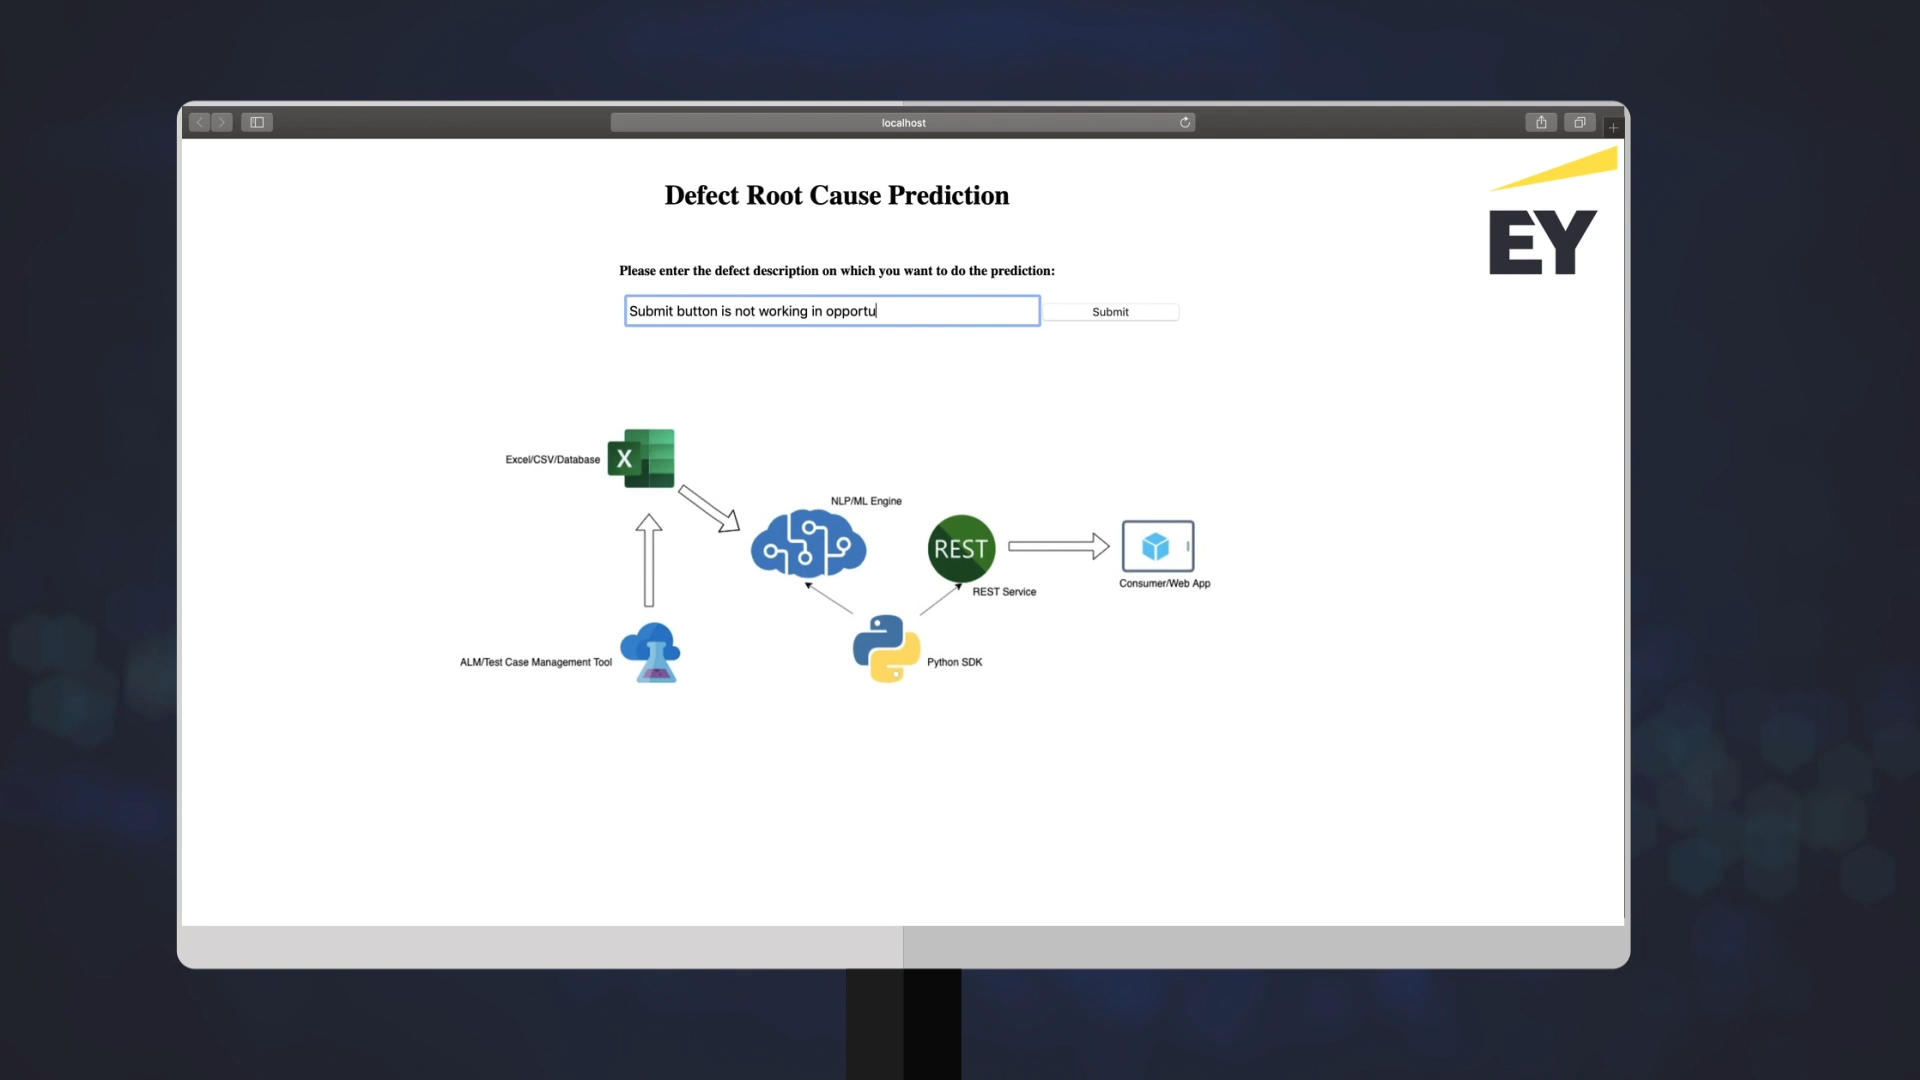 localhost
EY
Defect Root Cause Prediction
Please enter the defect description on which you want to do the prediction:
Submit button is not working in opportu
Submit
Excel/CSV/Database
X
NLP/ML Engine
REST
REST Service
Consumer/Web App
ALM/Test Case Management Tool
Python SDK